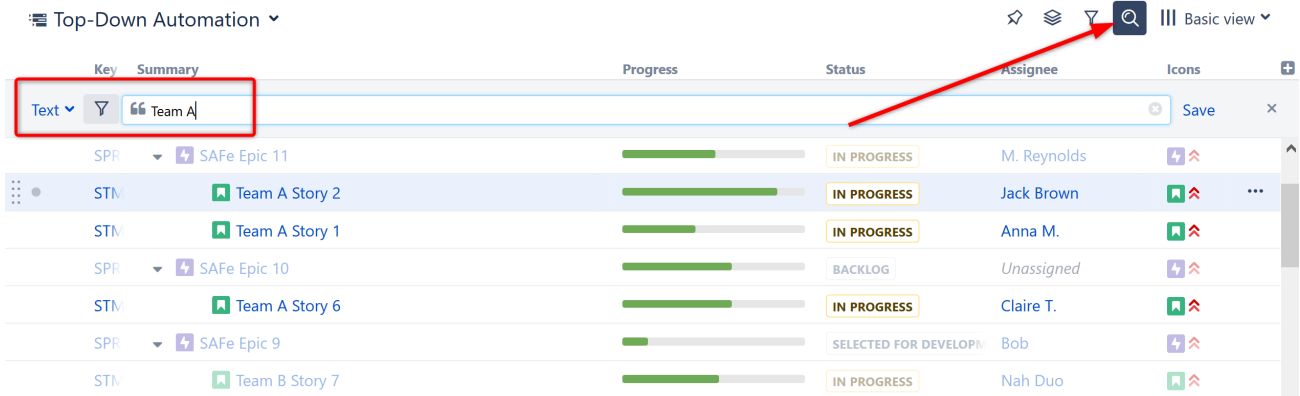 Top-Down Automation Basic view
Key Summary Progress Status Assignee Icons
Text Team A Save
SPR SAFe Epic 11 IN PROGRESS M. Reynolds
STM Team A Story 2 IN PROGRESS Jack Brown
STM Team A Story 1 IN PROGRESS Anna M.
SPR SAFe Epic 10 BACKLOG Unassigned
STM Team A Story 6 IN PROGRESS Claire T.
SPR SAFe Epic 9 SELECTED FOR DEVELOPM Bob
STM Team B Story 7 IN PROGRESS Nah Duo